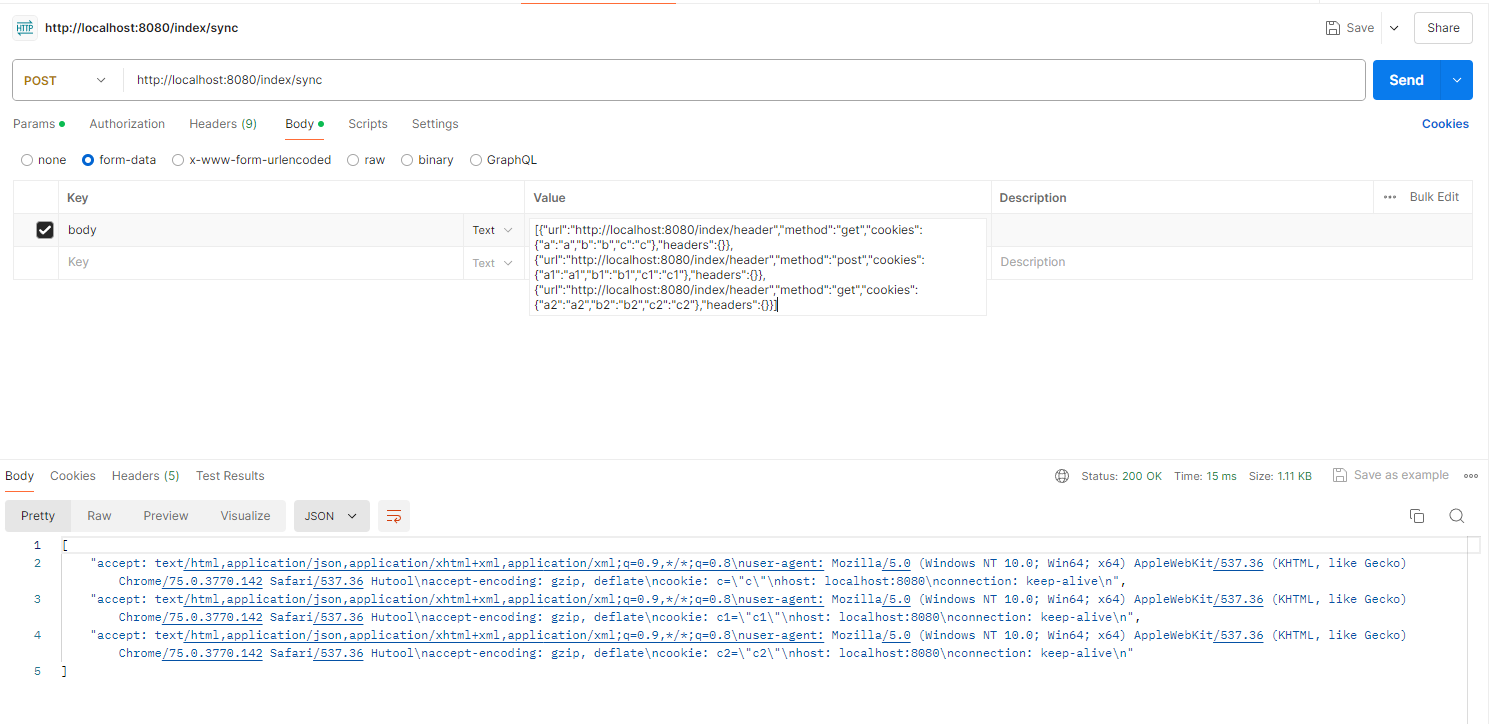 HTTP http://localhost:8080/index/sync Save Share
POST http://localhost:8080/index/sync Send
Params Authorization Headers (9) Body Scripts Settings Cookies
none form-data x-www-form-urlencoded raw binary GraphQL
Key Value Description Bulk Edit
body Text [{"url":"http://localhost:8080/index/header","method":"get","cookies":
{"a":"a","b":"b","c":"c"},"headers":{}},
{"url":"http://localhost:8080/index/header","method":"post","cookies":
{"a1":"a1","b1":"b1","c1":"c1"},"headers":{}},
{"url":"http://localhost:8080/index/header","method":"get","cookies":
{"a2":"a2","b2":"b2","c2":"c2"},"headers":{}}]
Key Text Description
Body Cookies Headers (5) Test Results Status: 200 OK Time: 15 ms Size: 1.11 KB Save as example
Pretty Raw Preview Visualize JSON
1 [
2 "accept: text/html,application/json,application/xhtml+xml,application/xml;q=0.9,*/*;q=0.8\nuser-agent: Mozilla/5.0 (Windows NT 10.0; Win64; x64) AppleWebKit/537.36 (KHTML, like Gecko)
Chrome/75.0.3770.142 Safari/537.36 Hutool\naccept-encoding: gzip, deflate\ncookie: c=\"c\"\nhost: localhost:8080\nconnection: keep-alive\n",
3 "accept: text/html,application/json,application/xhtml+xml,application/xml;q=0.9,*/*;q=0.8\nuser-agent: Mozilla/5.0 (Windows NT 10.0; Win64; x64) AppleWebKit/537.36 (KHTML, like Gecko)
Chrome/75.0.3770.142 Safari/537.36 Hutool\naccept-encoding: gzip, deflate\ncookie: c1=\"c1\"\nhost: localhost:8080\nconnection: keep-alive\n",
4 "accept: text/html,application/json,application/xhtml+xml,application/xml;q=0.9,*/*;q=0.8\nuser-agent: Mozilla/5.0 (Windows NT 10.0; Win64; x64) AppleWebKit/537.36 (KHTML, like Gecko)
Chrome/75.0.3770.142 Safari/537.36 Hutool\naccept-encoding: gzip, deflate\ncookie: c2=\"c2\"\nhost: localhost:8080\nconnection: keep-alive\n"
5 ]